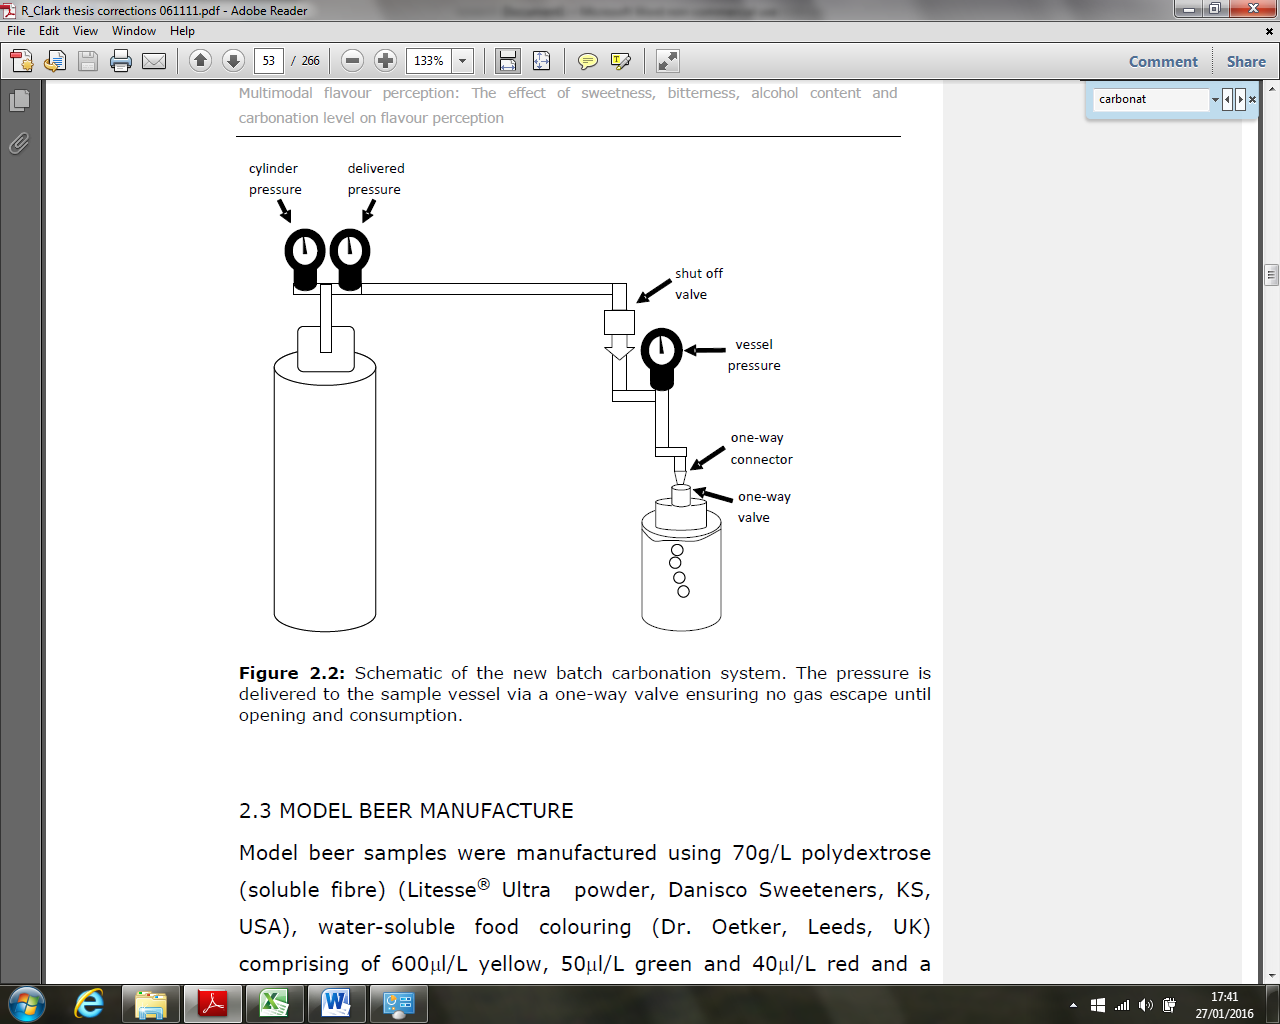 R_Clark thesis corrections 061111.pdf - Adobe Reader
File Edit View Window Help
53 / 266 133% Comment Share
carbonat
Multimodal flavour perception: The effect of sweetness, bitterness, alcohol content and
carbonation level on flavour perception
cylinder
pressure
delivered
pressure
shut off
valve
vessel
pressure
one-way
connector
one-way
valve
Figure 2.2: Schematic of the new batch carbonation system. The pressure is
delivered to the sample vessel via a one-way valve ensuring no gas escape until
opening and consumption.
2.3 MODEL BEER MANUFACTURE
Model beer samples were manufactured using 70g/L polydextrose
(soluble fibre) (Litesse® Ultra powder, Danisco Sweeteners, KS,
USA), water-soluble food colouring (Dr. Oetker, Leeds, UK)
comprising of 600μl/L yellow, 50μl/L green and 40μl/L red and a
17:41
27/01/2016